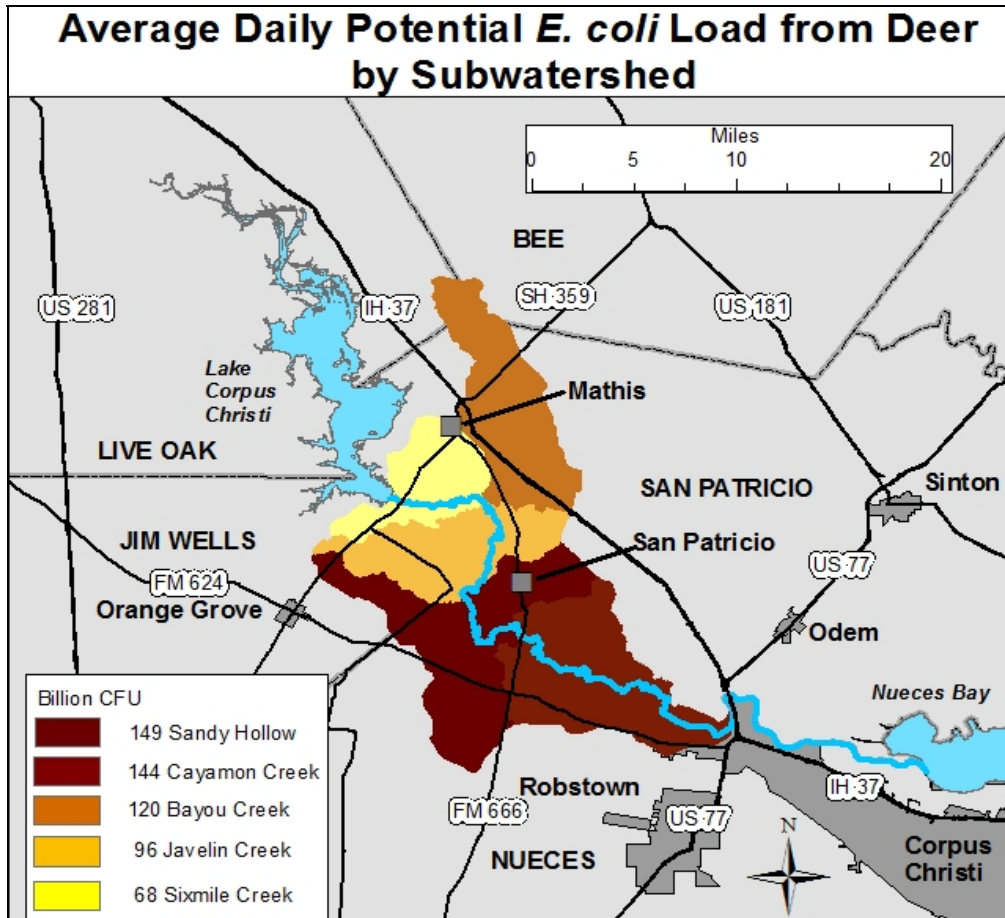 Average Daily Potential E. coli Load from Deer
by Subwatershed
Miles
0 5 10 20
BEE
US 281
IH 37
SH 359
US 181
Lake
Corpus
Christi
Mathis
LIVE OAK
SAN PATRICIO
Sinton
JIM WELLS
San Patricio
FM 624
US 77
Orange Grove
Odem
Nueces Bay
Billion CFU
149 Sandy Hollow
144 Cayamon Creek
120 Bayou Creek
96 Javelin Creek
68 Sixmile Creek
Robstown
IH 37
FM 666
US 77
N
NUECES
Corpus
Christi